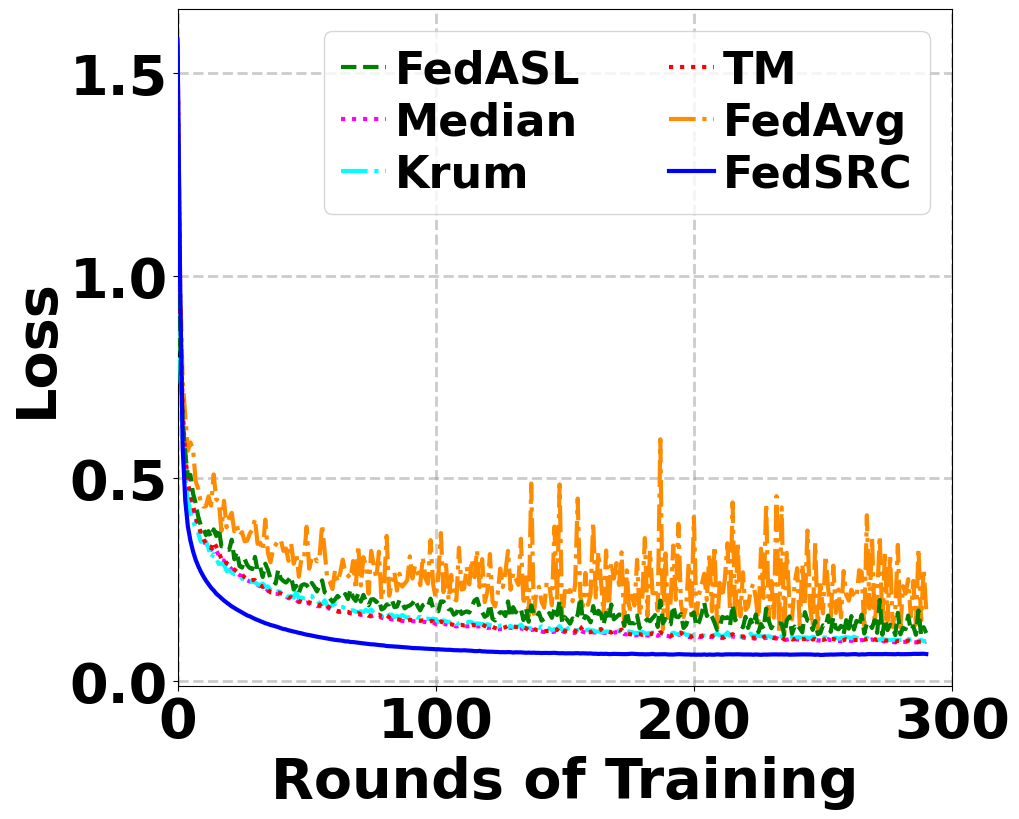 1.5
1.0
0.5
0.0
Loss
FedASL
Median
Krum
TM
FedAvg
FedSRC
0 100 200 300
Rounds of Training